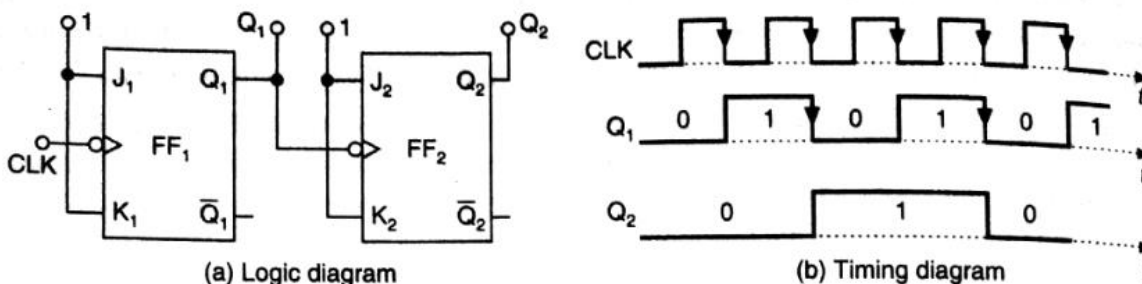 1
Q₁
1
Q₂
J₁
Q₁
J₂
Q₂
CLK
FF₁
FF₂
K₁
Q̅₁
K₂
Q̅₂
(a) Logic diagram
CLK
t
Q₁
0 1 0 1 0 1
t
Q₂
0 1 0
t
(b) Timing diagram